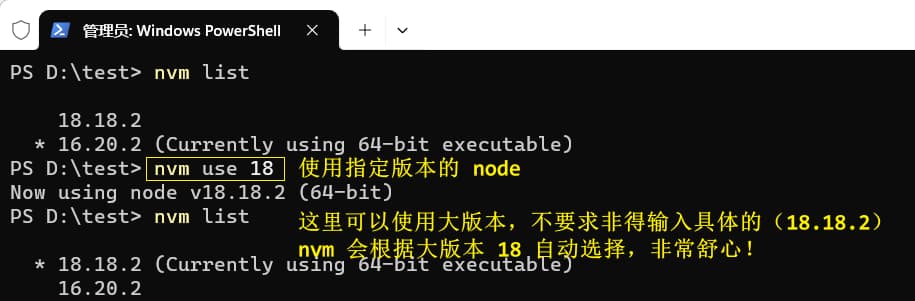 管理员: Windows PowerShell
PS D:\test> nvm list
18.18.2
* 16.20.2 (Currently using 64-bit executable)
PS D:\test> nvm use 18 使用指定版本的 node
Now using node v18.18.2 (64-bit)
PS D:\test> nvm list
这里可以使用大版本，不要求非得输入具体的（18.18.2）
nvm 会根据大版本 18 自动选择，非常舒心！
* 18.18.2 (Currently using 64-bit executable)
16.20.2